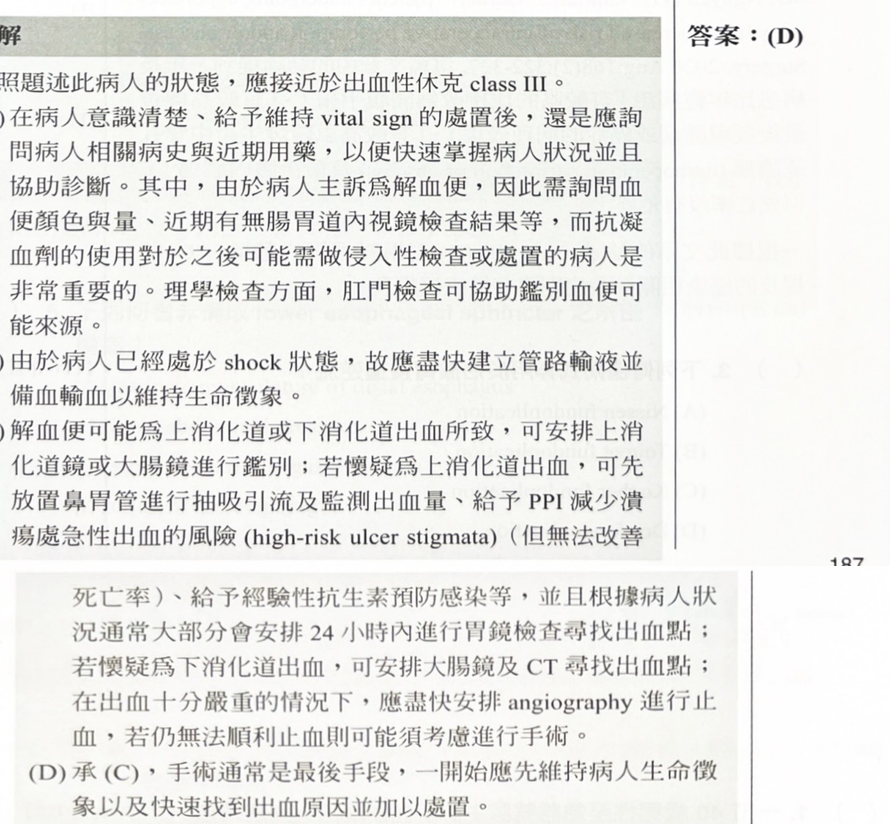 解
答案：(D)
照題述此病人的狀態，應接近於出血性休克 class III。
)在病人意識清楚、給予維持 vital sign 的處置後，還是應詢
問病人相關病史與近期用藥，以便快速掌握病人狀況並且
協助診斷。其中，由於病人主訴爲解血便，因此需詢問血
便顏色與量、近期有無腸胃道內視鏡檢查結果等，而抗凝
血劑的使用對於之後可能需做侵入性檢查或處置的病人是
非常重要的。理學檢查方面，肛門檢查可協助鑑別血便可
能來源。
)由於病人已經處於 shock 狀態，故應盡快建立管路輸液並
備血輸血以維持生命徵象。
)解血便可能爲上消化道或下消化道出血所致，可安排上消
化道鏡或大腸鏡進行鑑別；若懷疑爲上消化道出血，可先
放置鼻胃管進行抽吸引流及監測出血量、給予 PPI 減少潰
瘍處急性出血的風險 (high-risk ulcer stigmata)（但無法改善
187
死亡率）、給予經驗性抗生素預防感染等，並且根據病人狀
況通常大部分會安排 24 小時內進行胃鏡檢查尋找出血點；
若懷疑爲下消化道出血，可安排大腸鏡及 CT 尋找出血點；
在出血十分嚴重的情況下，應盡快安排 angiography 進行止
血，若仍無法順利止血則可能須考慮進行手術。
(D) 承 (C)，手術通常是最後手段，一開始應先維持病人生命徵
象以及快速找到出血原因並加以處置。